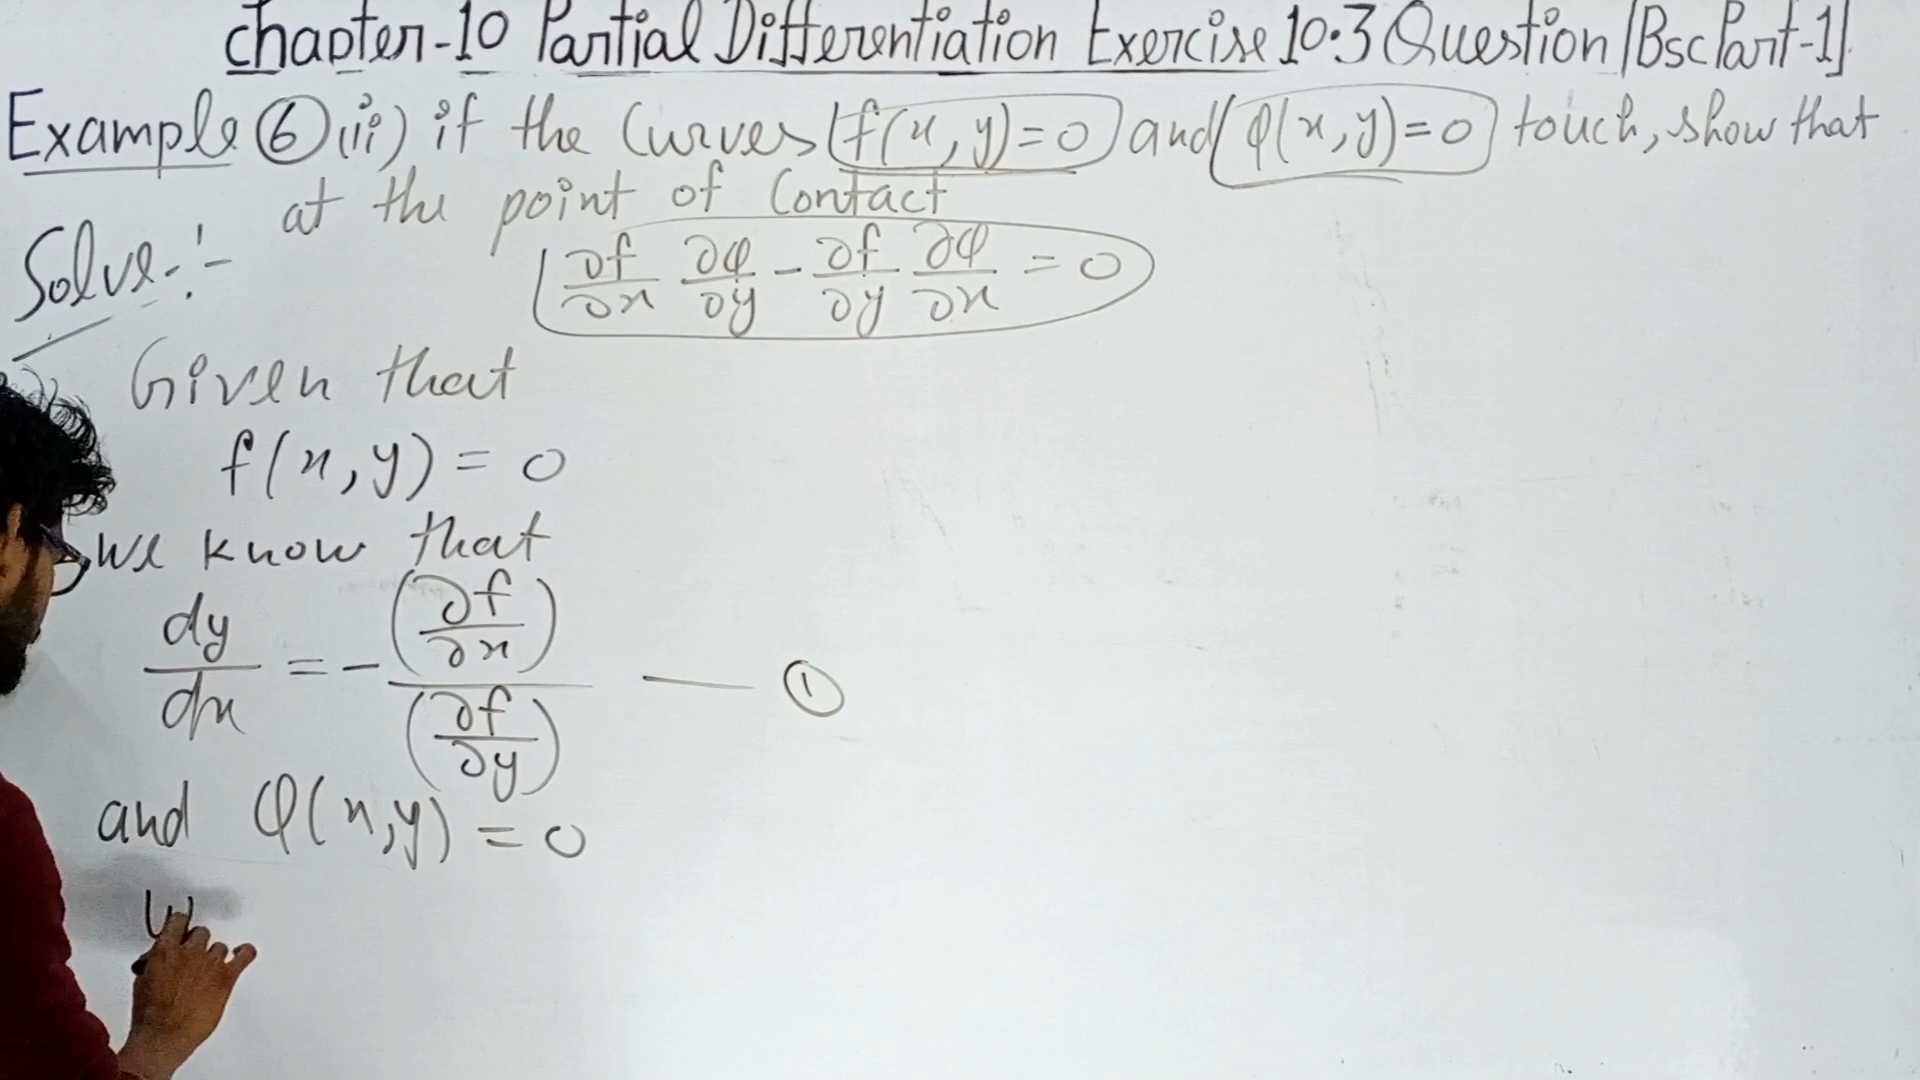 Chapter-10 Partial Differentiation Exercise 10.3 Question [Bsc Part-1]
Example ⑥ (ii) if the Curves f(x, y)=0 and φ(x, y)=0 touch, show that
at the point of Contact
Solve:-
∂f/∂x ∂φ/∂y - ∂f/∂y ∂φ/∂x = 0
Given that
f(x, y) = 0
we know that
dy/dx = - (∂f/∂x)/(∂f/∂y) — ①
and φ(x,y) = 0